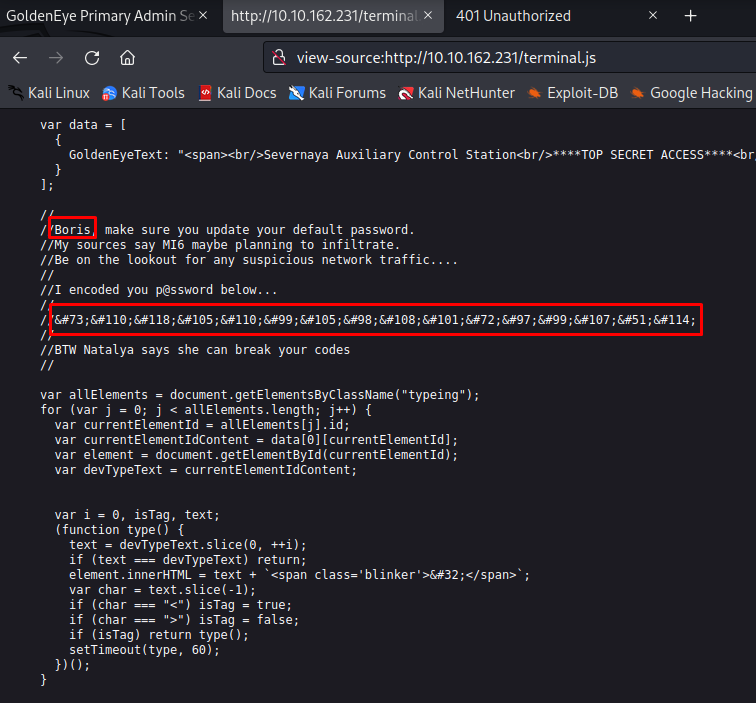 GoldenEye Primary Admin Se × http://10.10.162.231/terminal × 401 Unauthorized × +
view-source:http://10.10.162.231/terminal.js
Kali Linux Kali Tools Kali Docs Kali Forums Kali NetHunter Exploit-DB Google Hacking
var data = [
{
GoldenEyeText: "<span><br/>Severnaya Auxiliary Control Station<br/>****TOP SECRET ACCESS****<br
}
];
//
//Boris, make sure you update your default password.
//My sources say MI6 maybe planning to infiltrate.
//Be on the lookout for any suspicious network traffic....
//
//I encoded you p@ssword below...
//
//&#73;&#110;&#118;&#105;&#110;&#99;&#105;&#98;&#108;&#101;&#72;&#97;&#99;&#107;&#51;&#114;
//
//BTW Natalya says she can break your codes
//
var allElements = document.getElementsByClassName("typeing");
for (var j = 0; j < allElements.length; j++) {
var currentElementId = allElements[j].id;
var currentElementIdContent = data[0][currentElementId];
var element = document.getElementById(currentElementId);
var devTypeText = currentElementIdContent;
var i = 0, isTag, text;
(function type() {
text = devTypeText.slice(0, ++i);
if (text === devTypeText) return;
element.innerHTML = text + `<span class='blinker'>&#32;</span>`;
var char = text.slice(-1);
if (char === "<") isTag = true;
if (char === ">") isTag = false;
if (isTag) return type();
setTimeout(type, 60);
})();
}